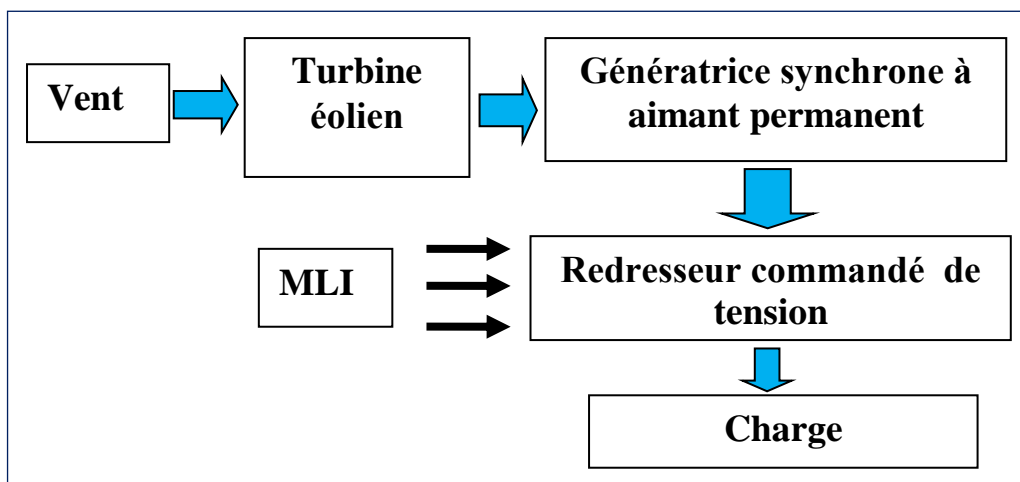 Vent
Turbine
éolien
Génératrice synchrone à
aimant permanent
MLI
Redresseur commandé de
tension
Charge